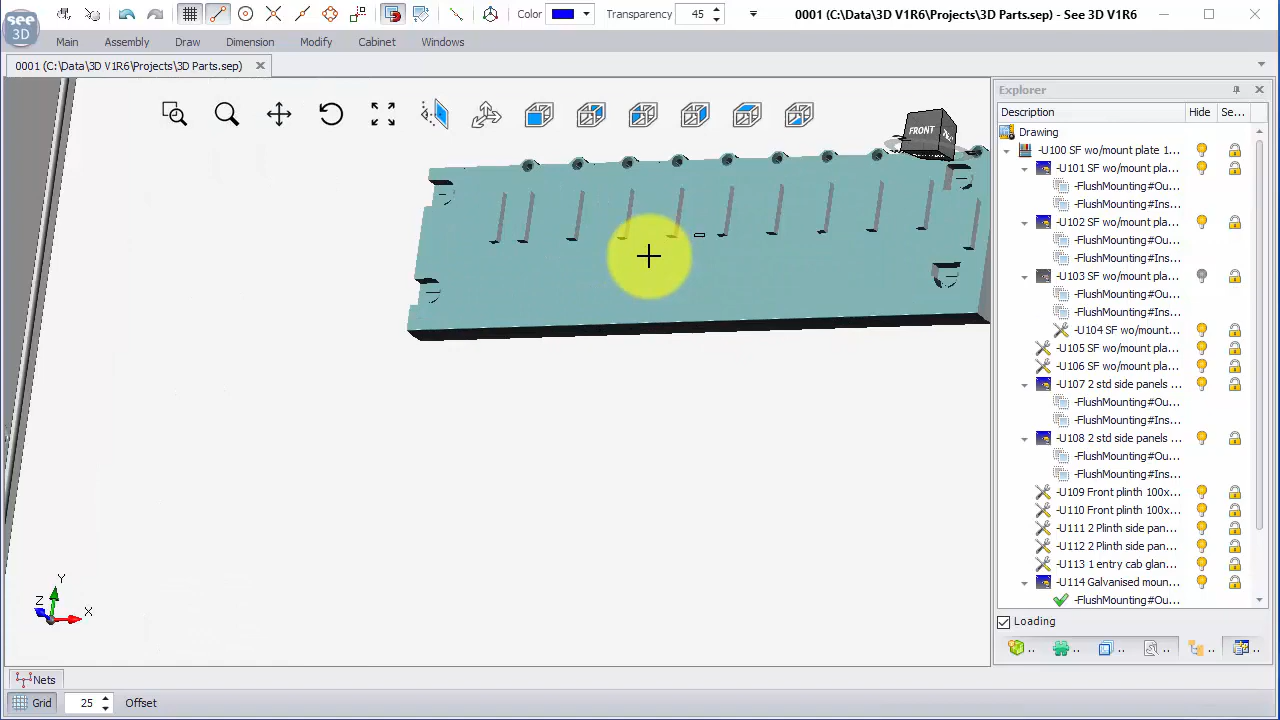 see
3D
Color
Transparency
45
0001 (C:\Data\3D V1R6\Projects\3D Parts.sep) - See 3D V1R6
Main
Assembly
Draw
Dimension
Modify
Cabinet
Windows
0001 (C:\Data\3D V1R6\Projects\3D Parts.sep)
Explorer
Description
Hide
Se...
Drawing
-U100 SF wo/mount plate 1...
-U101 SF wo/mount pla...
-FlushMounting#Ou...
-FlushMounting#Ins...
-U102 SF wo/mount pla...
-FlushMounting#Ou...
-FlushMounting#Ins...
-U103 SF wo/mount pla...
-FlushMounting#Ou...
-FlushMounting#Ins...
-U104 SF wo/mount...
-U105 SF wo/mount pla...
-U106 SF wo/mount pla...
-U107 2 std side panels ...
-FlushMounting#Ou...
-FlushMounting#Ins...
-U108 2 std side panels ...
-FlushMounting#Ou...
-FlushMounting#Ins...
-U109 Front plinth 100x...
-U110 Front plinth 100x...
-U111 2 Plinth side pan...
-U112 2 Plinth side pan...
-U113 1 entry cab glan...
-U114 Galvanised moun...
-FlushMounting#Ou...
Loading
FRONT
Y
Z
X
Nets
Grid
25
Offset